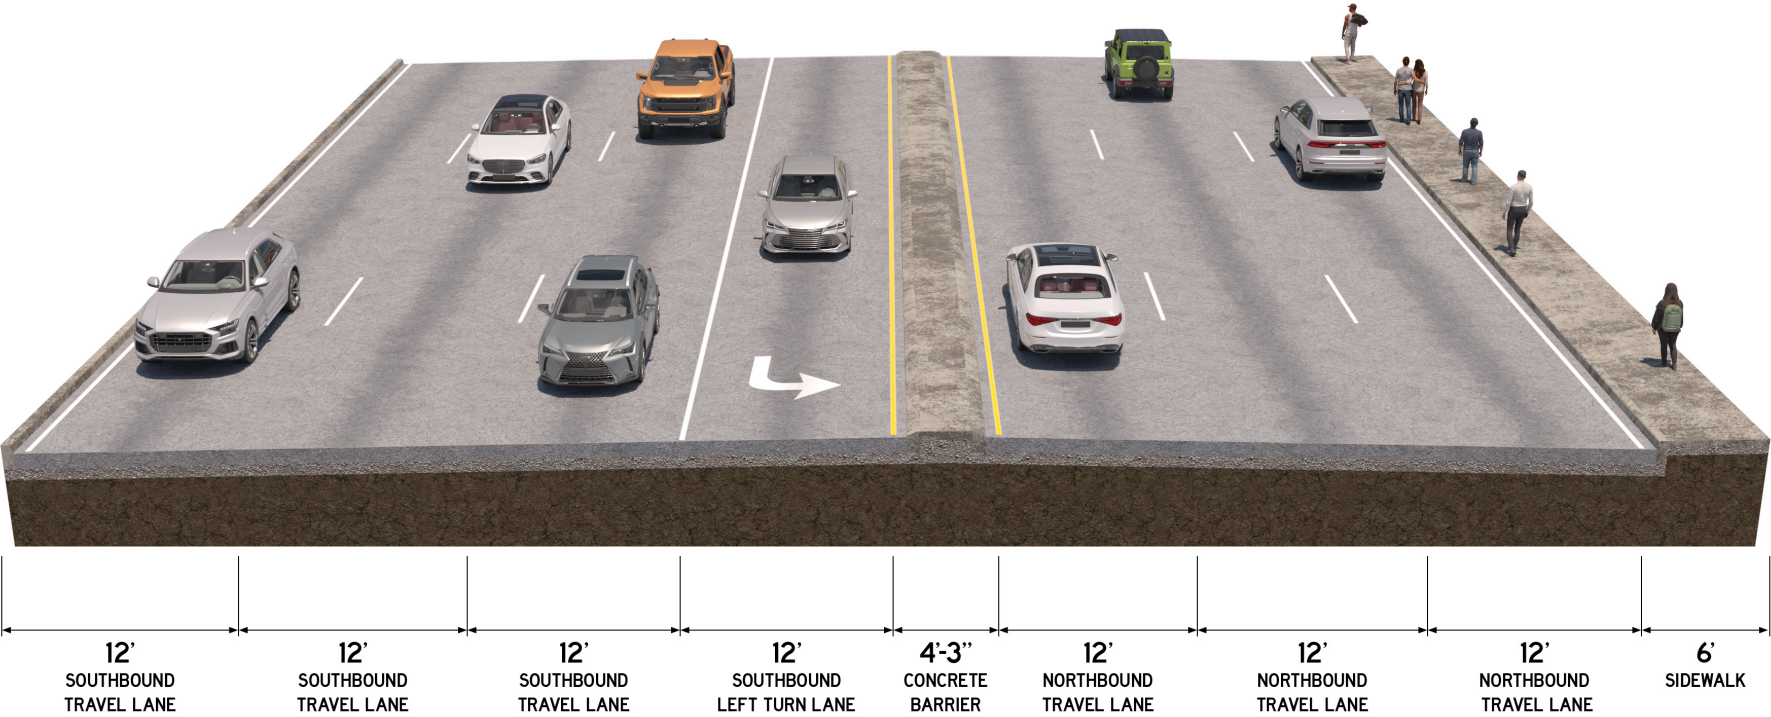 12’ 12’ 12’ 12’ 4’-3” 12’ 12’ 12’ 6’
SOUTHBOUND SOUTHBOUND SOUTHBOUND SOUTHBOUND CONCRETE NORTHBOUND NORTHBOUND NORTHBOUND SIDEWALK
TRAVEL LANE TRAVEL LANE TRAVEL LANE LEFT TURN LANE BARRIER TRAVEL LANE TRAVEL LANE TRAVEL LANE